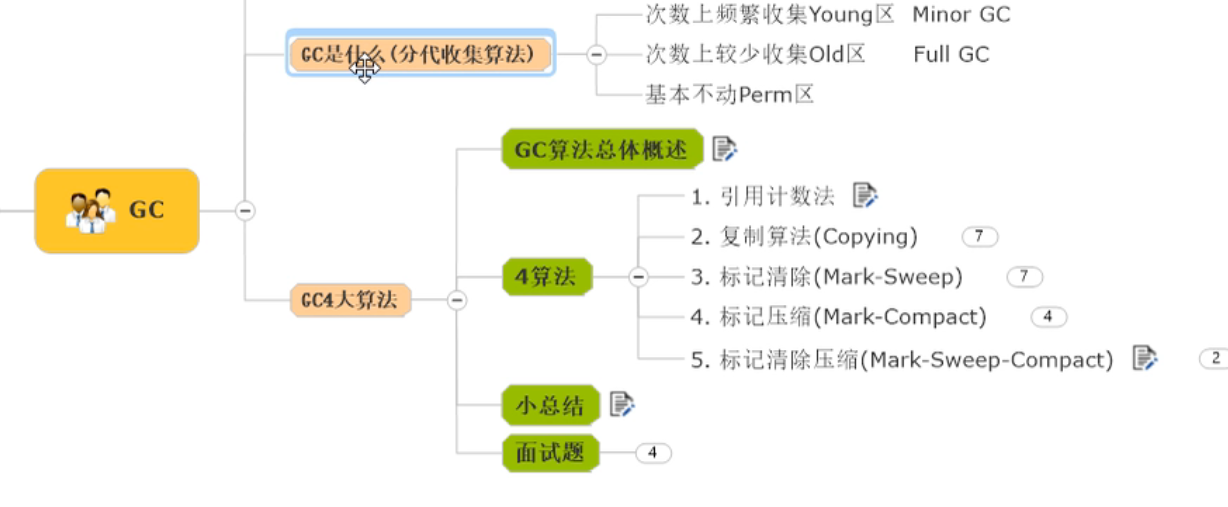 次数上频繁收集Young区 Minor GC
GC是什么(分代收集算法)
次数上较少收集Old区 Full GC
基本不动Perm区
GC算法总体概述
GC
1. 引用计数法
2. 复制算法(Copying) 7
4算法
3. 标记清除(Mark-Sweep) 7
GC4大算法
4. 标记压缩(Mark-Compact) 4
5. 标记清除压缩(Mark-Sweep-Compact) 2
小总结
面试题 4